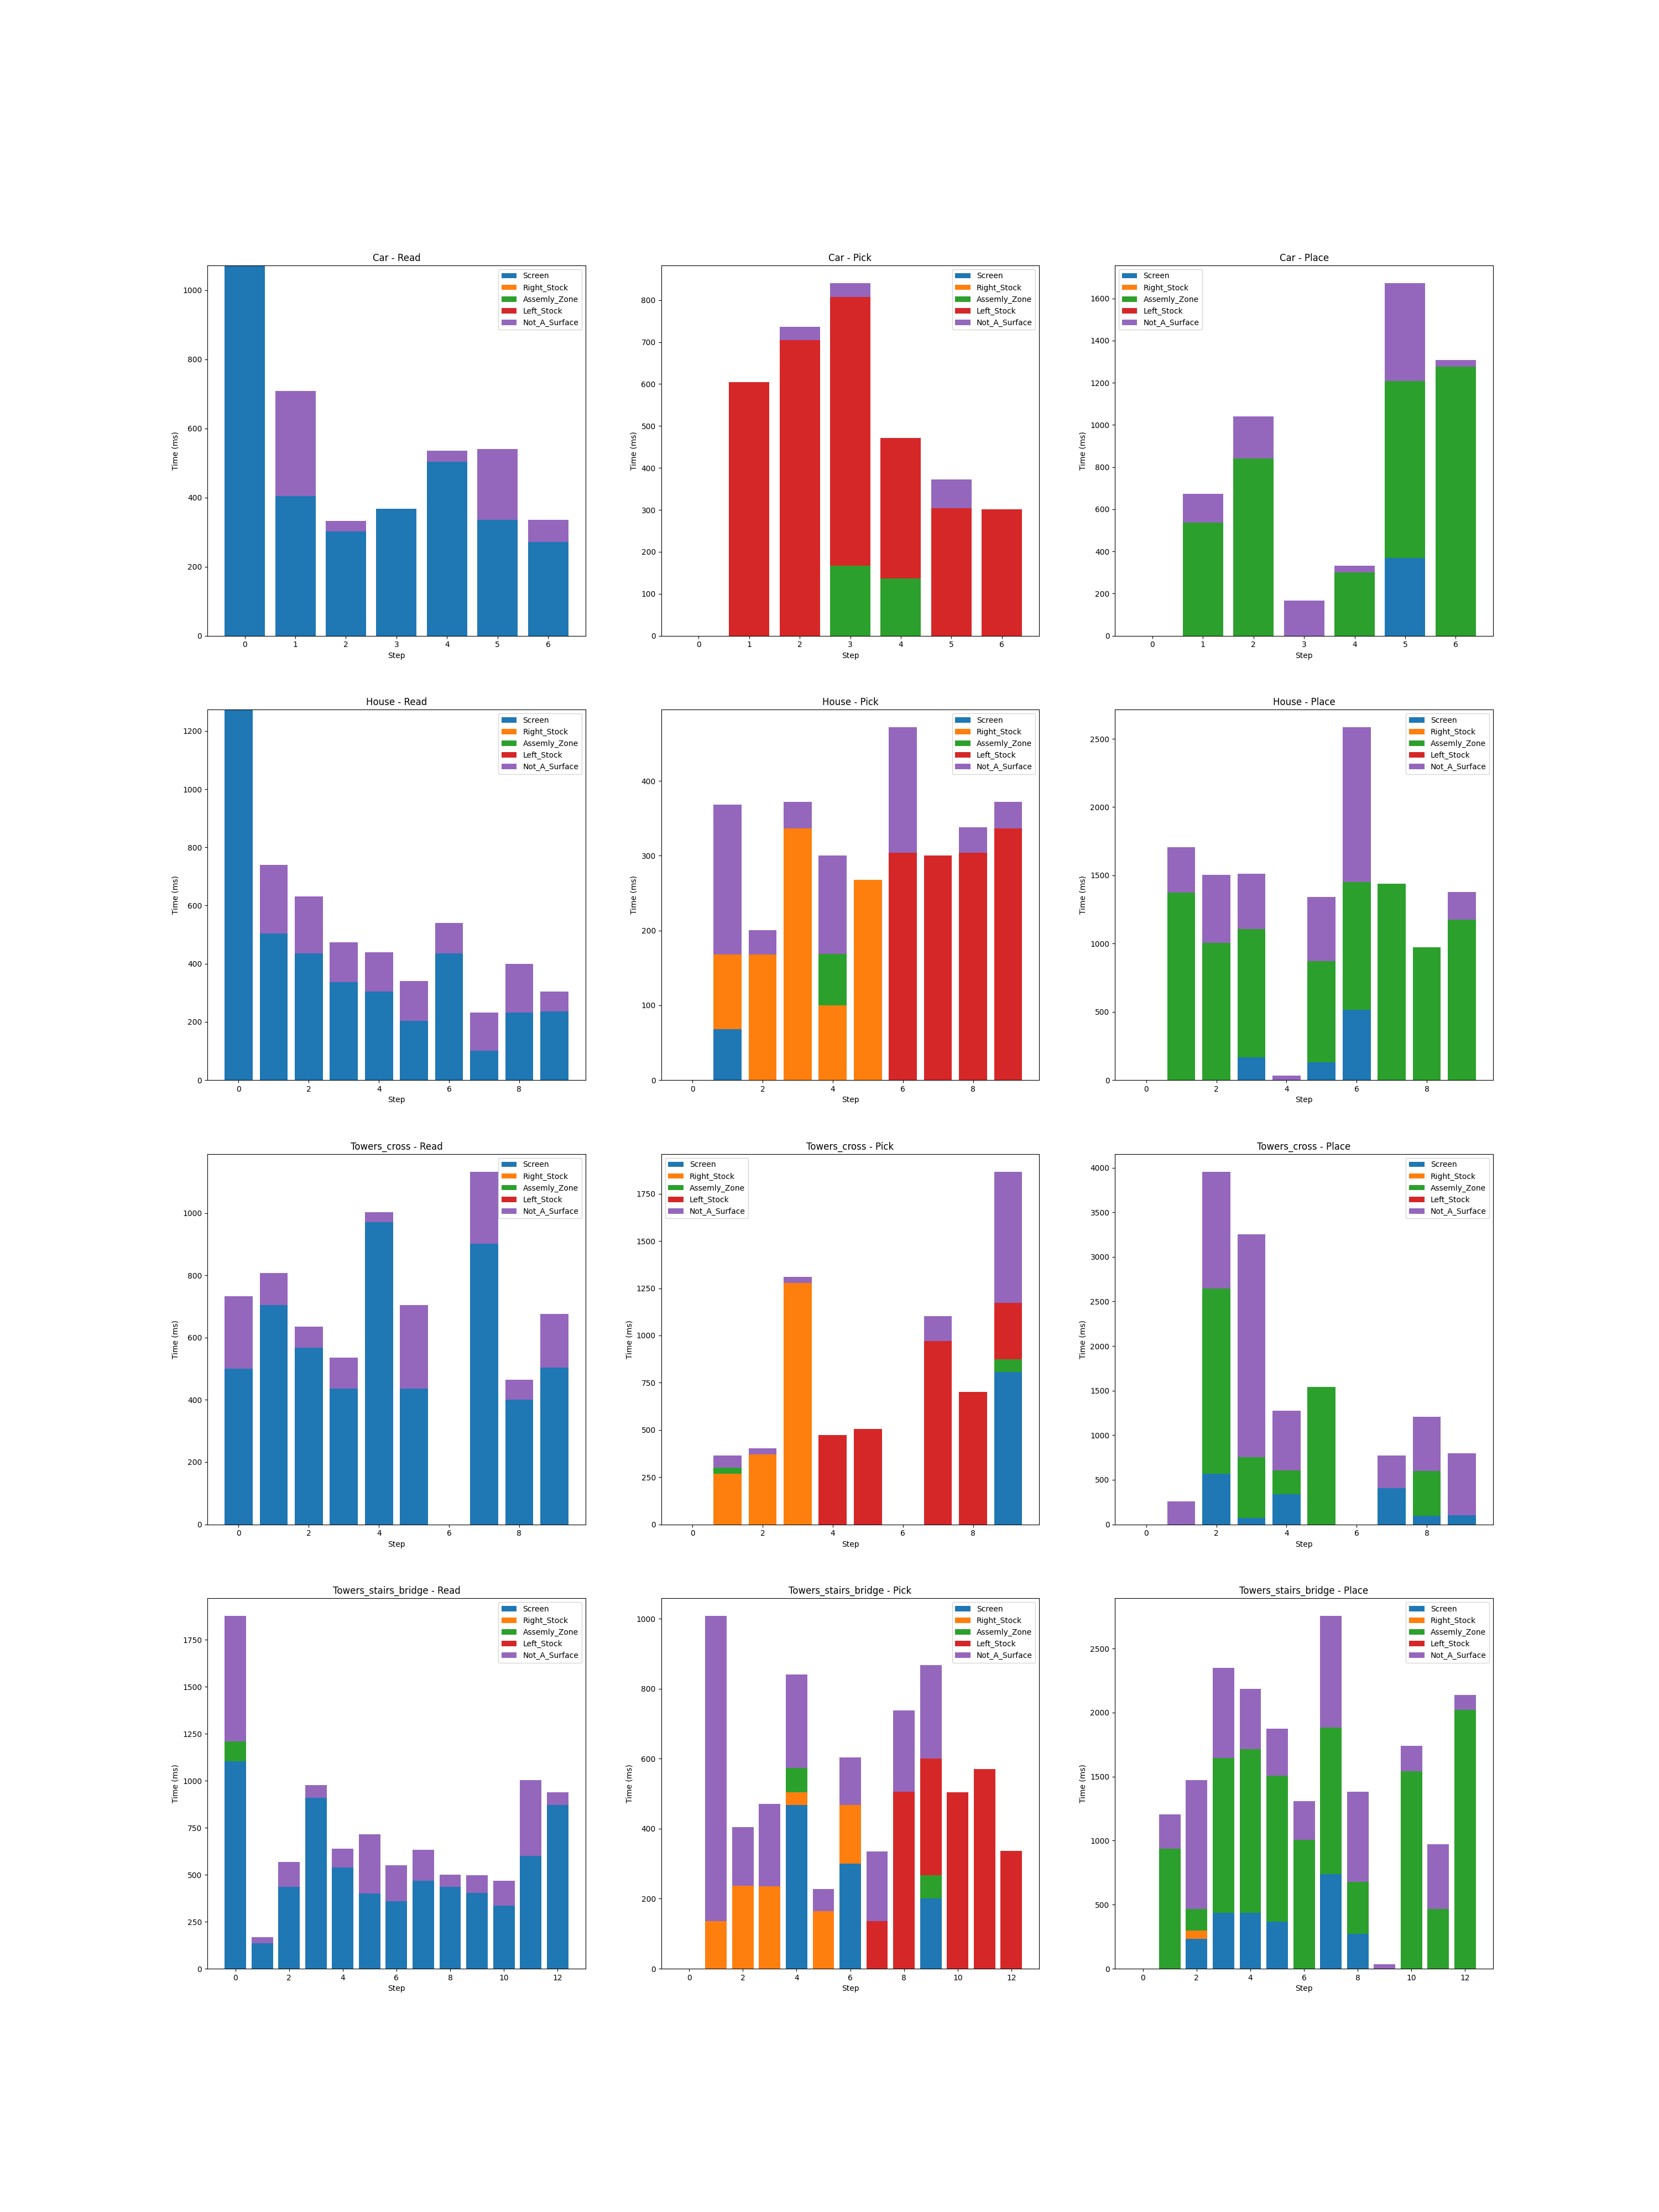 Car - Read
1000
800
600
400
200
0
Time (ms)
0 1 2 3 4 5 6
Step
Screen
Right_Stock
Assemly_Zone
Left_Stock
Not_A_Surface
Car - Pick
800
700
600
500
400
300
200
100
0
Time (ms)
0 1 2 3 4 5 6
Step
Screen
Right_Stock
Assemly_Zone
Left_Stock
Not_A_Surface
Car - Place
1600
1400
1200
1000
800
600
400
200
0
Time (ms)
0 1 2 3 4 5 6
Step
Screen
Right_Stock
Assemly_Zone
Left_Stock
Not_A_Surface
House - Read
1200
1000
800
600
400
200
0
Time (ms)
0 2 4 6 8
Step
Screen
Right_Stock
Assemly_Zone
Left_Stock
Not_A_Surface
House - Pick
400
300
200
100
0
Time (ms)
0 2 4 6 8
Step
Screen
Right_Stock
Assemly_Zone
Left_Stock
Not_A_Surface
House - Place
2500
2000
1500
1000
500
0
Time (ms)
0 2 4 6 8
Step
Screen
Right_Stock
Assemly_Zone
Left_Stock
Not_A_Surface
Towers_cross - Read
1000
800
600
400
200
0
Time (ms)
0 2 4 6 8
Step
Screen
Right_Stock
Assemly_Zone
Left_Stock
Not_A_Surface
Towers_cross - Pick
1750
1500
1250
1000
750
500
250
0
Time (ms)
0 2 4 6 8
Step
Screen
Right_Stock
Assemly_Zone
Left_Stock
Not_A_Surface
Towers_cross - Place
4000
3500
3000
2500
2000
1500
1000
500
0
Time (ms)
0 2 4 6 8
Step
Screen
Right_Stock
Assemly_Zone
Left_Stock
Not_A_Surface
Towers_stairs_bridge - Read
1750
1500
1250
1000
750
500
250
0
Time (ms)
0 2 4 6 8 10 12
Step
Screen
Right_Stock
Assemly_Zone
Left_Stock
Not_A_Surface
Towers_stairs_bridge - Pick
1000
800
600
400
200
0
Time (ms)
0 2 4 6 8 10 12
Step
Screen
Right_Stock
Assemly_Zone
Left_Stock
Not_A_Surface
Towers_stairs_bridge - Place
2500
2000
1500
1000
500
0
Time (ms)
0 2 4 6 8 10 12
Step
Screen
Right_Stock
Assemly_Zone
Left_Stock
Not_A_Surface